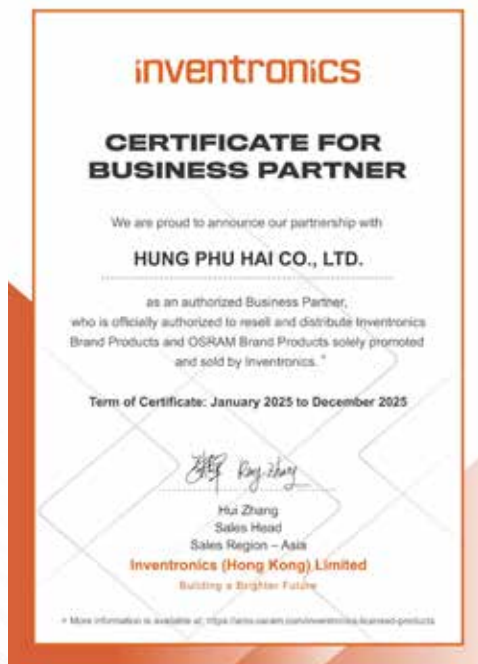 inventronics
CERTIFICATE FOR
BUSINESS PARTNER
We are proud to announce our partnership with
HUNG PHU HAI CO., LTD.
as an authorized Business Partner,
who is officially authorized to resell and distribute Inventronics
Brand Products and OSRAM Brand Products solely promoted
and sold by Inventronics. *
Term of Certificate: January 2025 to December 2025
Hui Zhang
Sales Head
Sales Region – Asia
Inventronics (Hong Kong) Limited
Building a Brighter Future
* More information is available at: